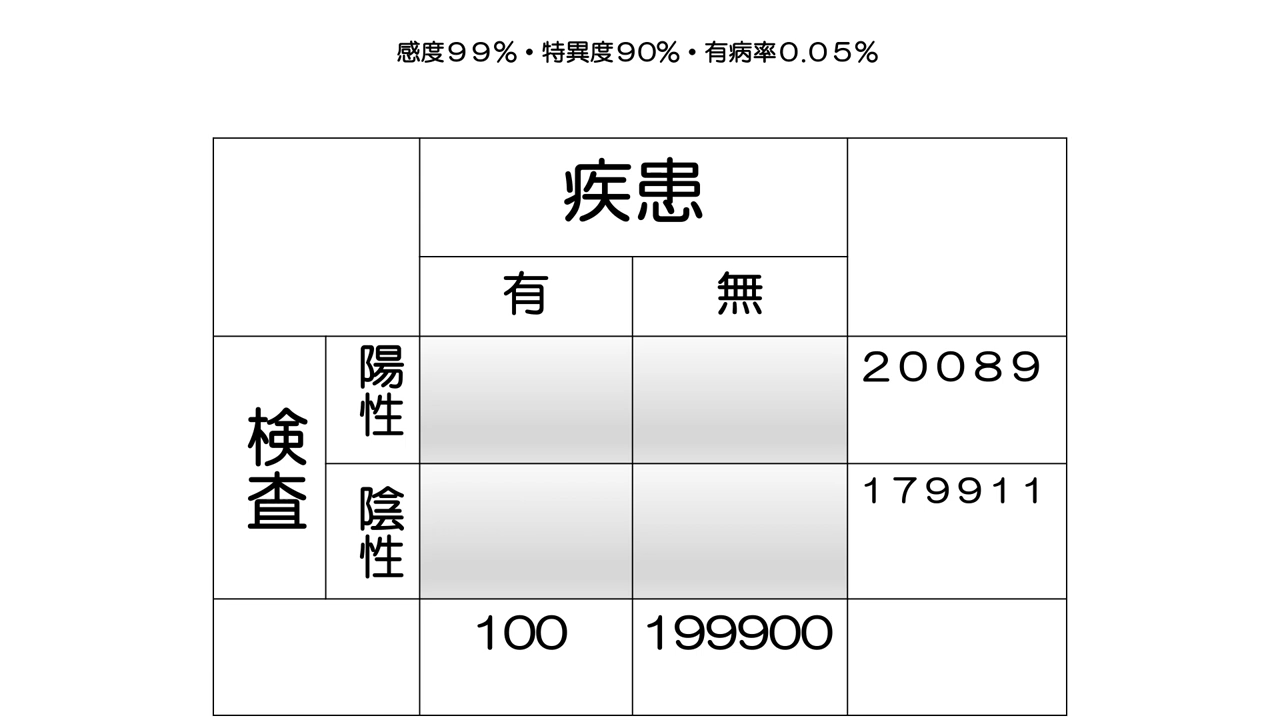 感度９９%・特異度90%・有病率０.０５%
疾患
有
無
検査
陽性
２００８９
陰性
１７９９１１
100
199900